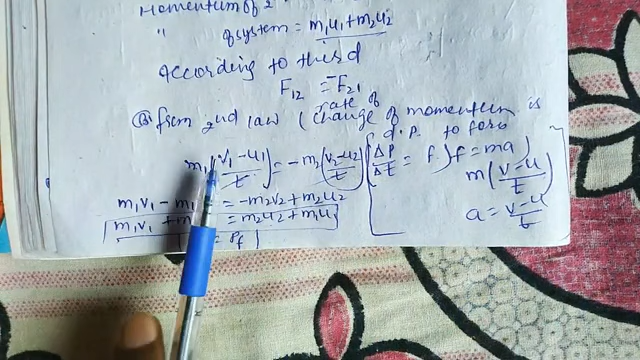 Momentum of 2
" of system = m₁u₁+m₂u₂
According to third
F₁₂ = -F₂₁
from 2nd law (rate of change of momentum is d.p. to force
m₁(v₁-u₁/t) = -m₂(v₂-u₂/t) [ΔP/Δt = f) f=ma)
m(v-u/t)
a = v-u/t
m₁v₁ - m₁ = -m₂v₂ + m₂u₂
m₁v₁ + m = m₂u₂ + m₁u₁
= Pf